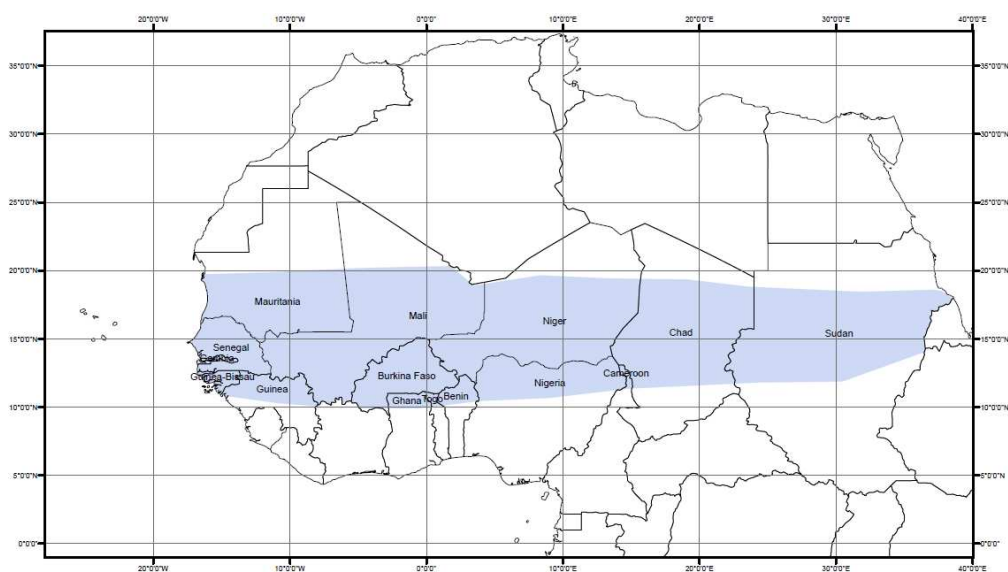 20°0'0"W 10°0'0"W 0°0'0" 10°0'0"E 20°0'0"E 30°0'0"E 40°0'0"E
35°0'0"N 35°0'0"N
30°0'0"N 30°0'0"N
25°0'0"N 25°0'0"N
20°0'0"N 20°0'0"N
Mauritania
Mali Niger Chad Sudan
15°0'0"N 15°0'0"N
Senegal
Gambia
Guinea-Bissau Guinea Burkina Faso Nigeria Cameroon
Ghana Togo Benin
10°0'0"N 10°0'0"N
5°0'0"N 5°0'0"N
0°0'0" 0°0'0"
20°0'0"W 10°0'0"W 0°0'0" 10°0'0"E 20°0'0"E 30°0'0"E 40°0'0"E